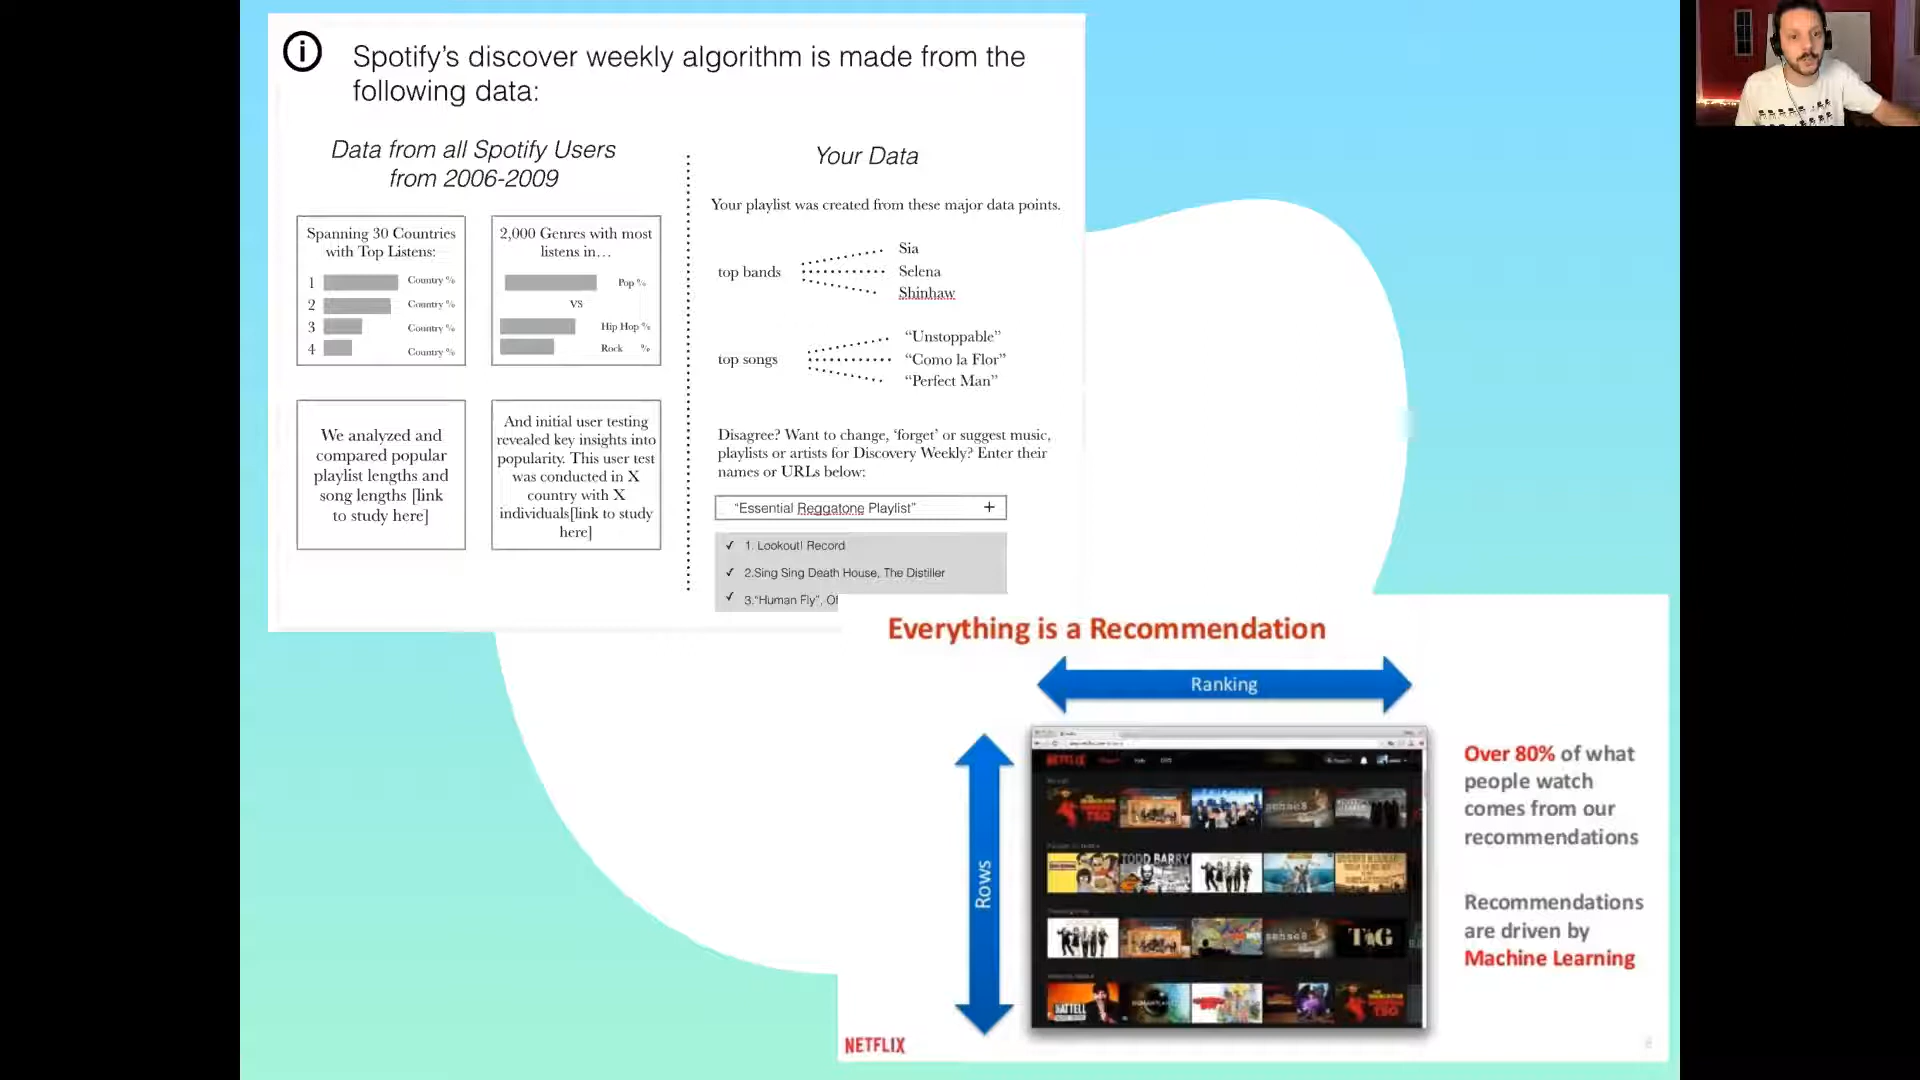 Spotify's discover weekly algorithm is made from the
following data:
Data from all Spotify Users
from 2006-2009
Spanning 30 Countries
with Top Listens:
1 Country %
2 Country %
3 Country %
4 Country %
2,000 Genres with most
listens in…
Pop %
VS
Hip Hop %
Rock %
We analyzed and
compared popular
playlist lengths and
song lengths [link
to study here]
And initial user testing
revealed key insights into
popularity. This user test
was conducted in X
country with X
individuals[link to study
here]
Your Data
Your playlist was created from these major data points.
top bands
Sia
Selena
Shinhaw
top songs
“Unstoppable”
“Como la Flor”
“Perfect Man”
Disagree? Want to change, ‘forget’ or suggest music,
playlists or artists for Discovery Weekly? Enter their
names or URLs below:
“Essential Reggatone Playlist” +
✓ 1. Lookout! Record
✓ 2.Sing Sing Death House, The Distiller
✓ 3.“Human Fly”,
Everything is a Recommendation
Ranking
Rows
NETFLIX
TODD BARRY
sense8
sense8
Over 80% of what
people watch
comes from our
recommendations
Recommendations
are driven by
Machine Learning
NETFLIX